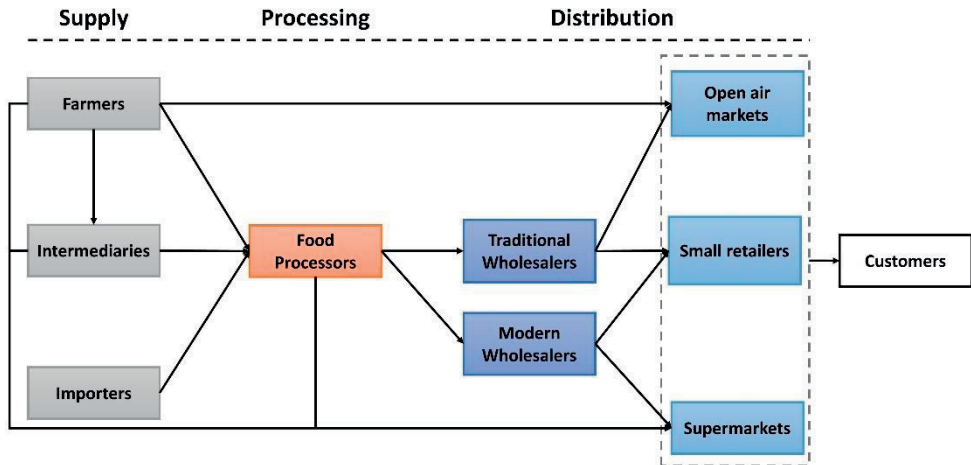 Supply
Processing
Distribution
Farmers
Open air
markets
Intermediaries
Food
Processors
Traditional
Wholesalers
Small retailers
Customers
Modern
Wholesalers
Importers
Supermarkets